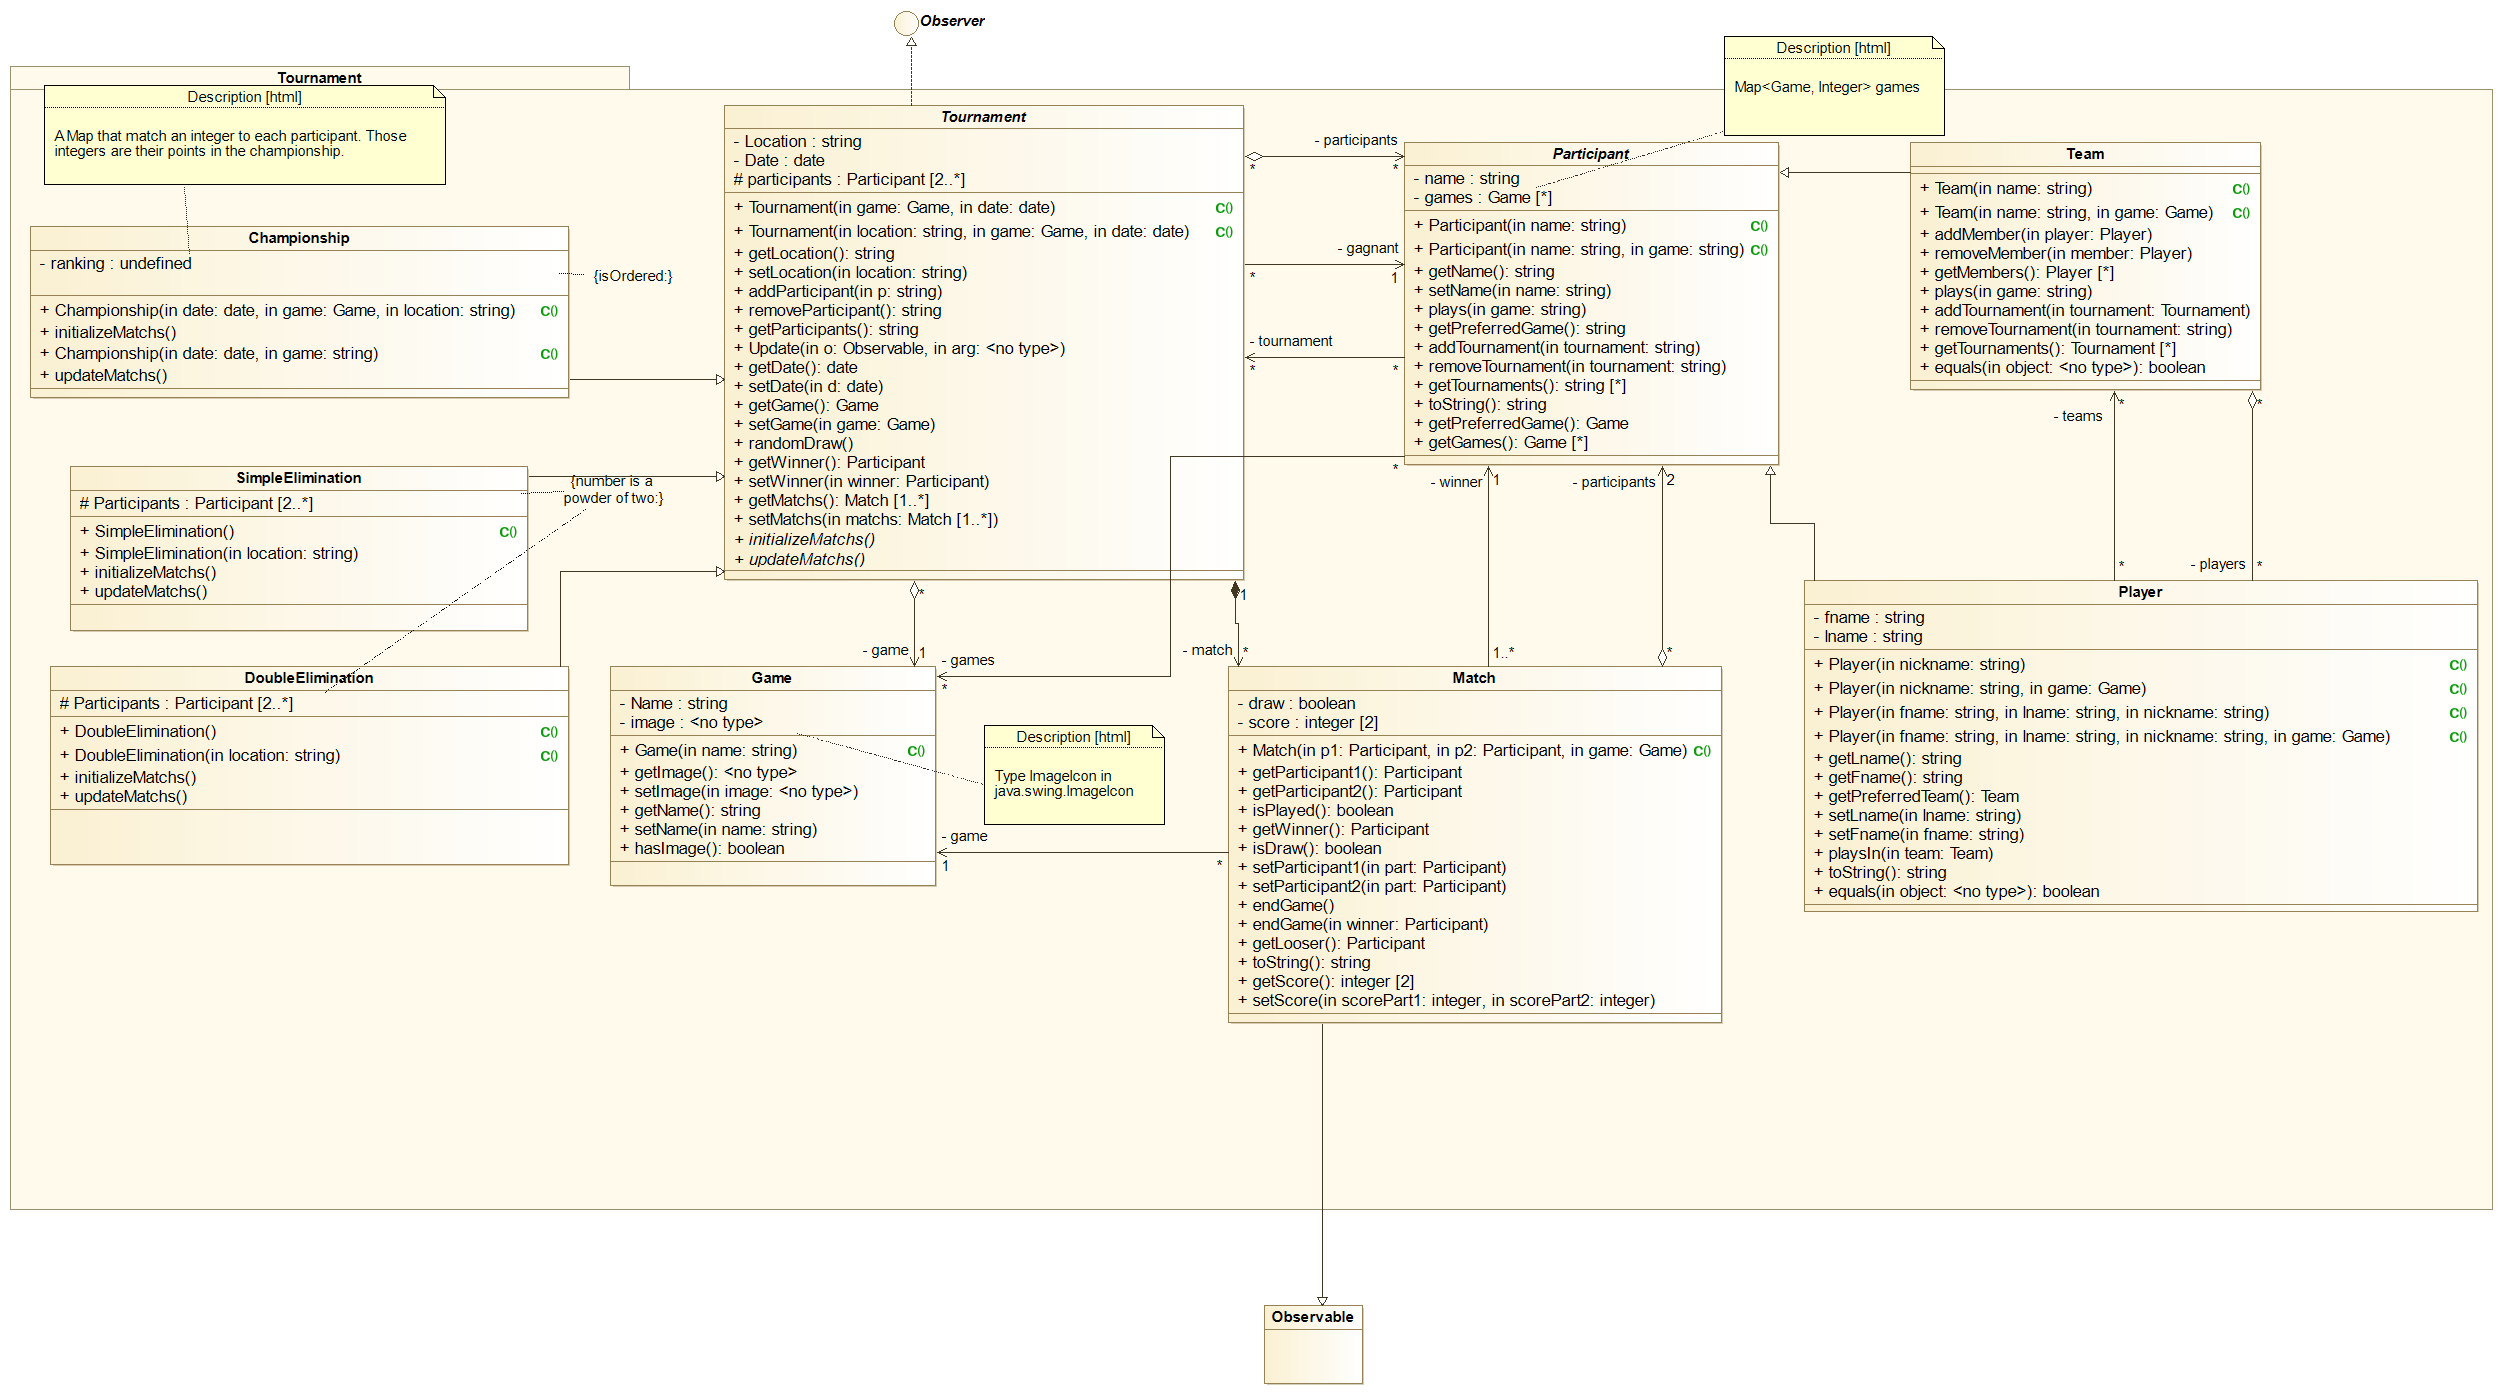 Observer
Tournament
Description [html]
A Map that match an integer to each participant. Those
integers are their points in the championship.
Championship
- ranking : undefined
{isOrdered:}
+ Championship(in date: date, in game: Game, in location: string) C()
+ initializeMatchs()
+ Championship(in date: date, in game: string) C()
+ updateMatchs()
SimpleElimination
# Participants : Participant [2..*]
+ SimpleElimination() C()
+ SimpleElimination(in location: string)
+ initializeMatchs()
+ updateMatchs()
{number is a
powder of two:}
DoubleElimination
# Participants : Participant [2..*]
+ DoubleElimination() C()
+ DoubleElimination(in location: string) C()
+ initializeMatchs()
+ updateMatchs()
Tournament
- Location : string
- Date : date
# participants : Participant [2..*]
+ Tournament(in game: Game, in date: date) C()
+ Tournament(in location: string, in game: Game, in date: date) C()
+ getLocation(): string
+ setLocation(in location: string)
+ addParticipant(in p: string)
+ removeParticipant(): string
+ getParticipants(): string
+ Update(in o: Observable, in arg: <no type>)
+ getDate(): date
+ setDate(in d: date)
+ getGame(): Game
+ setGame(in game: Game)
+ randomDraw()
+ getWinner(): Participant
+ setWinner(in winner: Participant)
+ getMatchs(): Match [1..*]
+ setMatchs(in matchs: Match [1..*])
+ initializeMatchs()
+ updateMatchs()
- participants
* *
- gagnant
* 1
- tournament
* *
*
Description [html]
Map<Game, Integer> games
Participant
- name : string
- games : Game [*]
+ Participant(in name: string) C()
+ Participant(in name: string, in game: string) C()
+ getName(): string
+ setName(in name: string)
+ plays(in game: string)
+ getPreferredGame(): string
+ addTournament(in tournament: string)
+ removeTournament(in tournament: string)
+ getTournaments(): string [*]
+ toString(): string
+ getPreferredGame(): Game
+ getGames(): Game [*]
Team
+ Team(in name: string) C()
+ Team(in name: string, in game: Game) C()
+ addMember(in player: Player)
+ removeMember(in member: Player)
+ getMembers(): Player [*]
+ plays(in game: string)
+ addTournament(in tournament: Tournament)
+ removeTournament(in tournament: string)
+ getTournaments(): Tournament [*]
+ equals(in object: <no type>): boolean
* *
- teams
* - players *
- winner 1
- participants 2
* 1
- game 1
- games
*
- match *
1..* *
Game
- Name : string
- image : <no type>
+ Game(in name: string) C()
+ getImage(): <no type>
+ setImage(in image: <no type>)
+ getName(): string
+ setName(in name: string)
+ hasImage(): boolean
Description [html]
Type ImageIcon in
java.swing.ImageIcon
- game
1 *
Match
- draw : boolean
- score : integer [2]
+ Match(in p1: Participant, in p2: Participant, in game: Game) C()
+ getParticipant1(): Participant
+ getParticipant2(): Participant
+ isPlayed(): boolean
+ getWinner(): Participant
+ isDraw(): boolean
+ setParticipant1(in part: Participant)
+ setParticipant2(in part: Participant)
+ endGame()
+ endGame(in winner: Participant)
+ getLooser(): Participant
+ toString(): string
+ getScore(): integer [2]
+ setScore(in scorePart1: integer, in scorePart2: integer)
Player
- fname : string
- lname : string
+ Player(in nickname: string) C()
+ Player(in nickname: string, in game: Game) C()
+ Player(in fname: string, in lname: string, in nickname: string) C()
+ Player(in fname: string, in lname: string, in nickname: string, in game: Game) C()
+ getLname(): string
+ getFname(): string
+ getPreferredTeam(): Team
+ setLname(in lname: string)
+ setFname(in fname: string)
+ playsIn(in team: Team)
+ toString(): string
+ equals(in object: <no type>): boolean
Observable